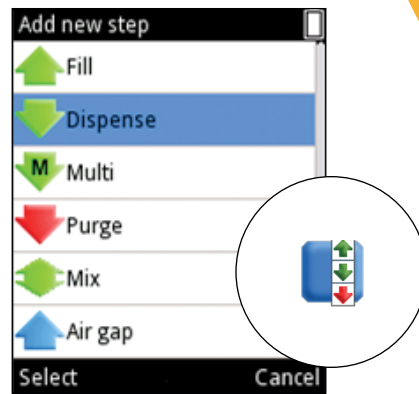 Add new step
Fill
Dispense
M Multi
Purge
Mix
Air gap
Select Cancel